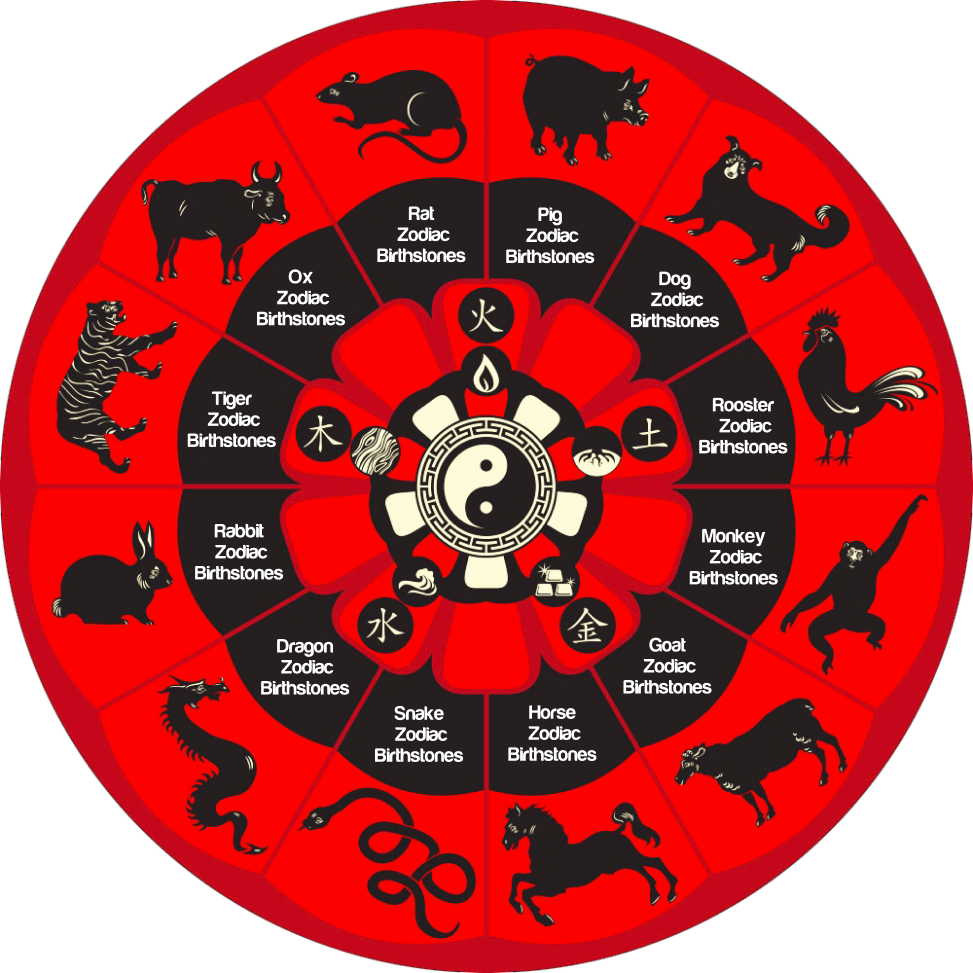 Rat
Zodiac
Birthstones
Pig
Zodiac
Birthstones
Dog
Zodiac
Birthstones
Rooster
Zodiac
Birthstones
Monkey
Zodiac
Birthstones
Goat
Zodiac
Birthstones
Horse
Zodiac
Birthstones
Snake
Zodiac
Birthstones
Dragon
Zodiac
Birthstones
Rabbit
Zodiac
Birthstones
Tiger
Zodiac
Birthstones
Ox
Zodiac
Birthstones
火
土
金
水
木